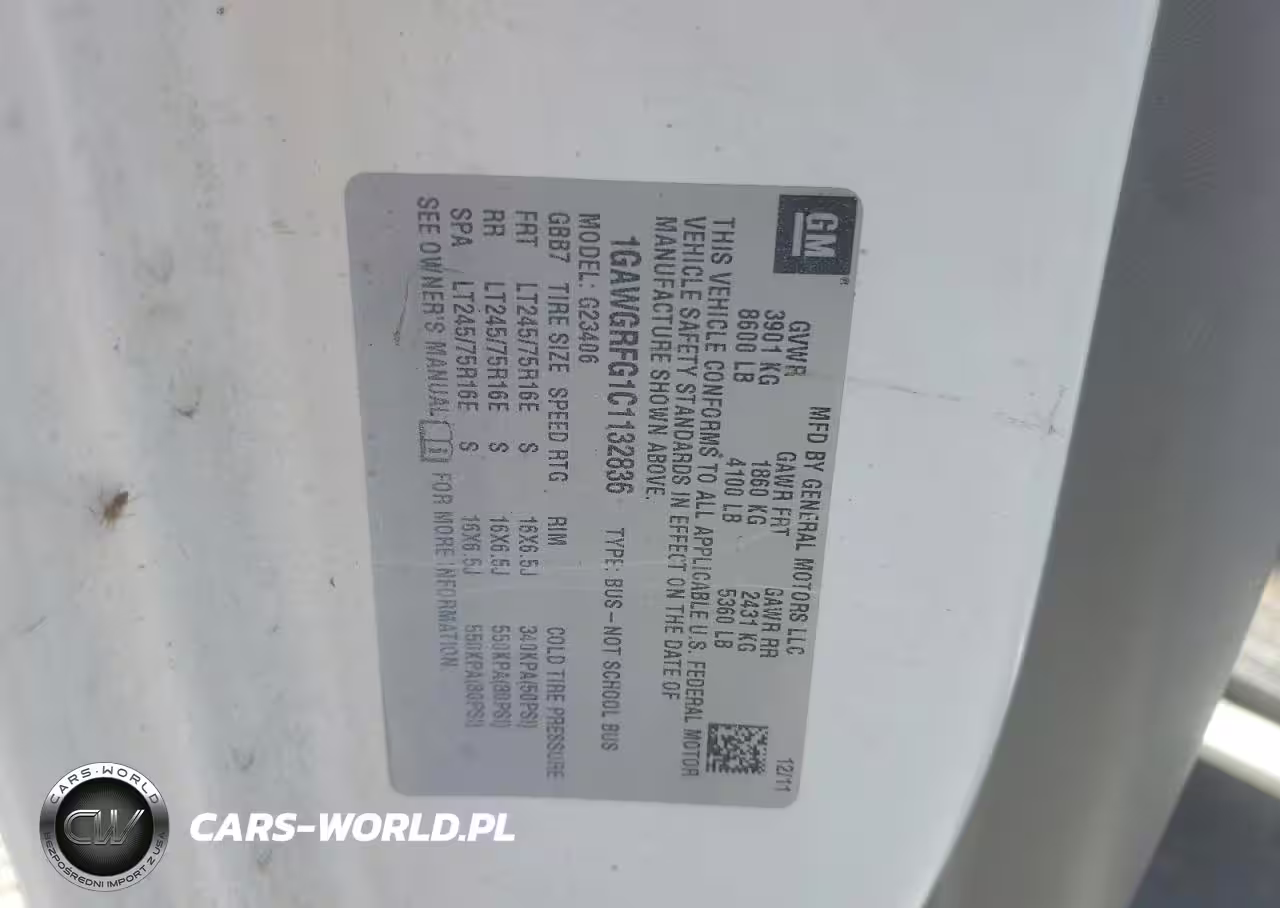 GM®
MFD BY GENERAL MOTORS LLC 12/11
GVWR GAWR FRT GAWR RR
3901 KG 1860 KG 2431 KG
8600 LB 4100 LB 5360 LB
THIS VEHICLE CONFORMS TO ALL APPLICABLE U.S. FEDERAL MOTOR
VEHICLE SAFETY STANDARDS IN EFFECT ON THE DATE OF
MANUFACTURE SHOWN ABOVE.
1GAWGRFG1C1132836 TYPE: BUS-NOT SCHOOL BUS
MODEL: G23406
GBB7 TIRE SIZE SPEED RTG RIM COLD TIRE PRESSURE
FRT LT245/75R16E S 16X6.5J 340KPA(50PSI)
RR LT245/75R16E S 16X6.5J 550KPA(80PSI)
SPA LT245/75R16E S 16X6.5J 550KPA(80PSI)
SEE OWNER'S MANUAL FOR MORE INFORMATION
CARS-WORLD
CW
BEZPOŚREDNI IMPORT Z USA
CARS-WORLD.PL